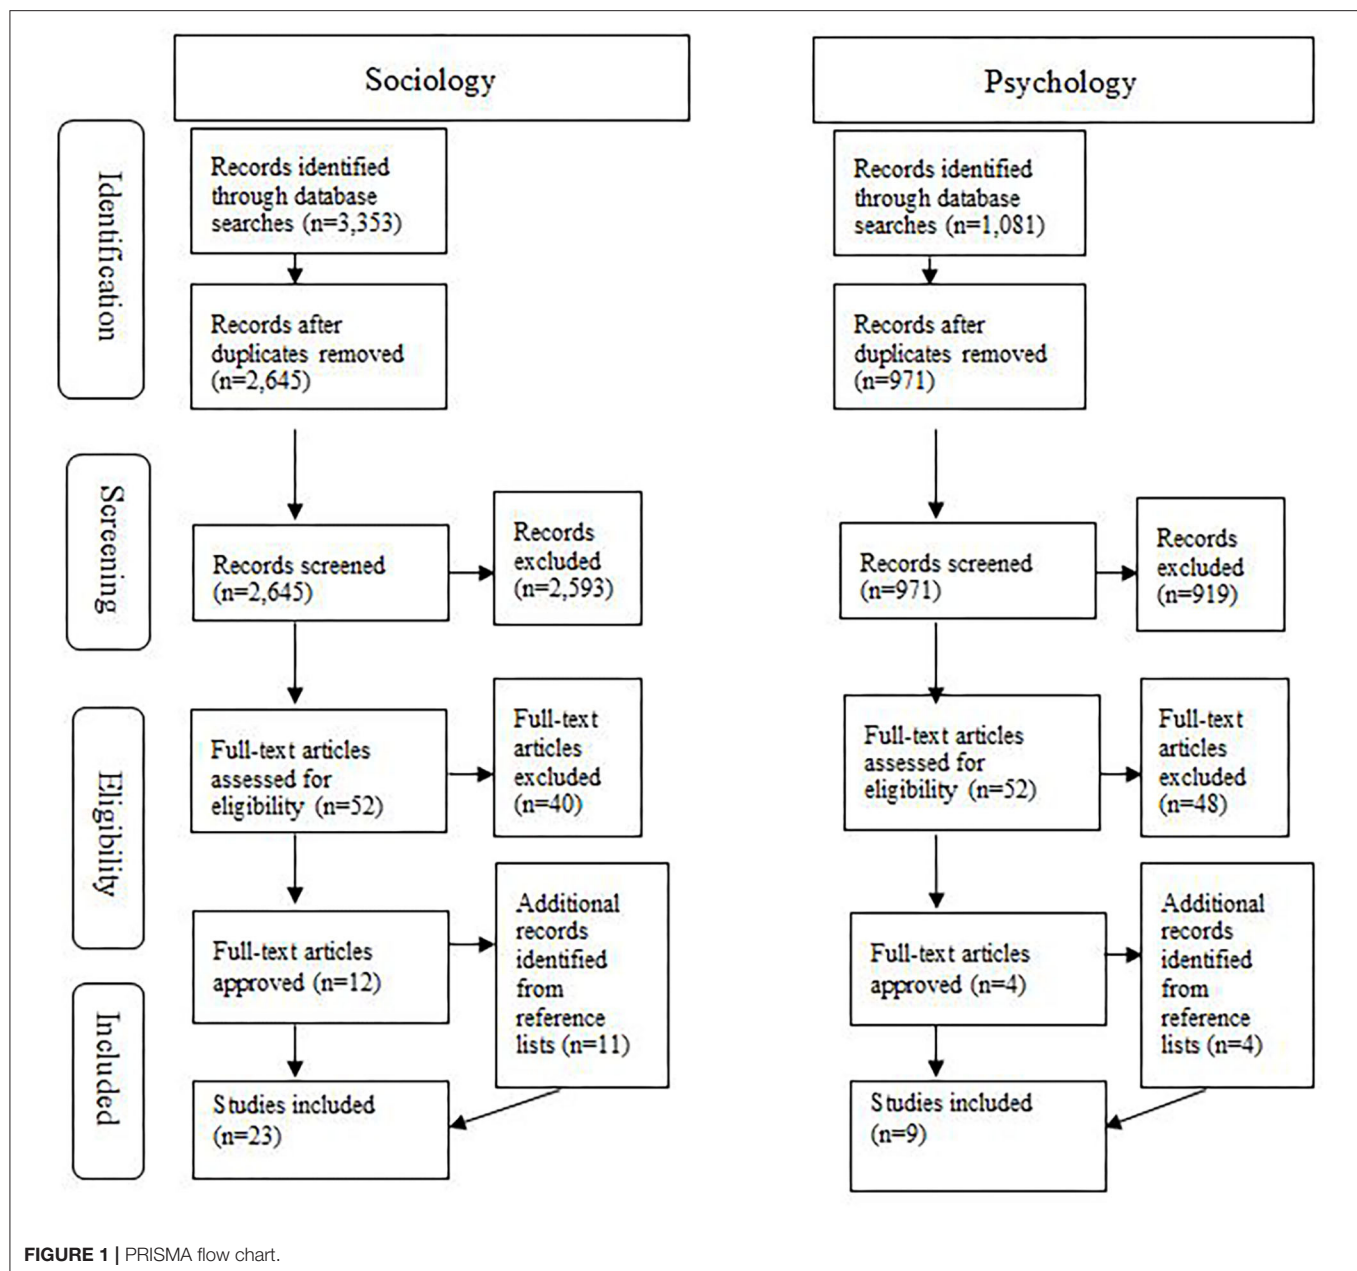 Sociology
Psychology
Identification
Records identified
through database
searches (n=3,353)
Records identified
through database
searches (n=1,081)
Records after
duplicates removed
(n=2,645)
Records after
duplicates removed
(n=971)
Screening
Records screened
(n=2,645)
Records
excluded
(n=2,593)
Records screened
(n=971)
Records
excluded
(n=919)
Eligibility
Full-text articles
assessed for
eligibility (n=52)
Full-text
articles
excluded
(n=40)
Full-text articles
assessed for
eligibility (n=52)
Full-text
articles
excluded
(n=48)
Full-text articles
approved (n=12)
Additional
records
identified
from
reference
lists (n=11)
Full-text articles
approved (n=4)
Additional
records
identified
from
reference
lists (n=4)
Included
Studies included
(n=23)
Studies included
(n=9)
FIGURE 1 | PRISMA flow chart.